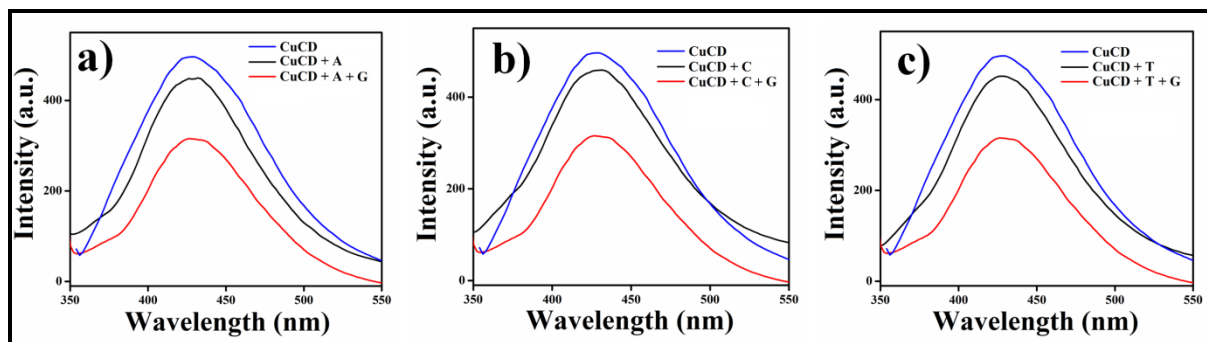 a)
CuCD
CuCD + A
CuCD + A + G
Intensity (a.u.)
400
200
0
350
400
450
500
550
Wavelength (nm)
b)
CuCD
CuCD + C
CuCD + C + G
Intensity (a.u.)
400
200
0
350
400
450
500
550
Wavelength (nm)
c)
CuCD
CuCD + T
CuCD + T + G
Intensity (a.u.)
400
200
0
350
400
450
500
550
Wavelength (nm)